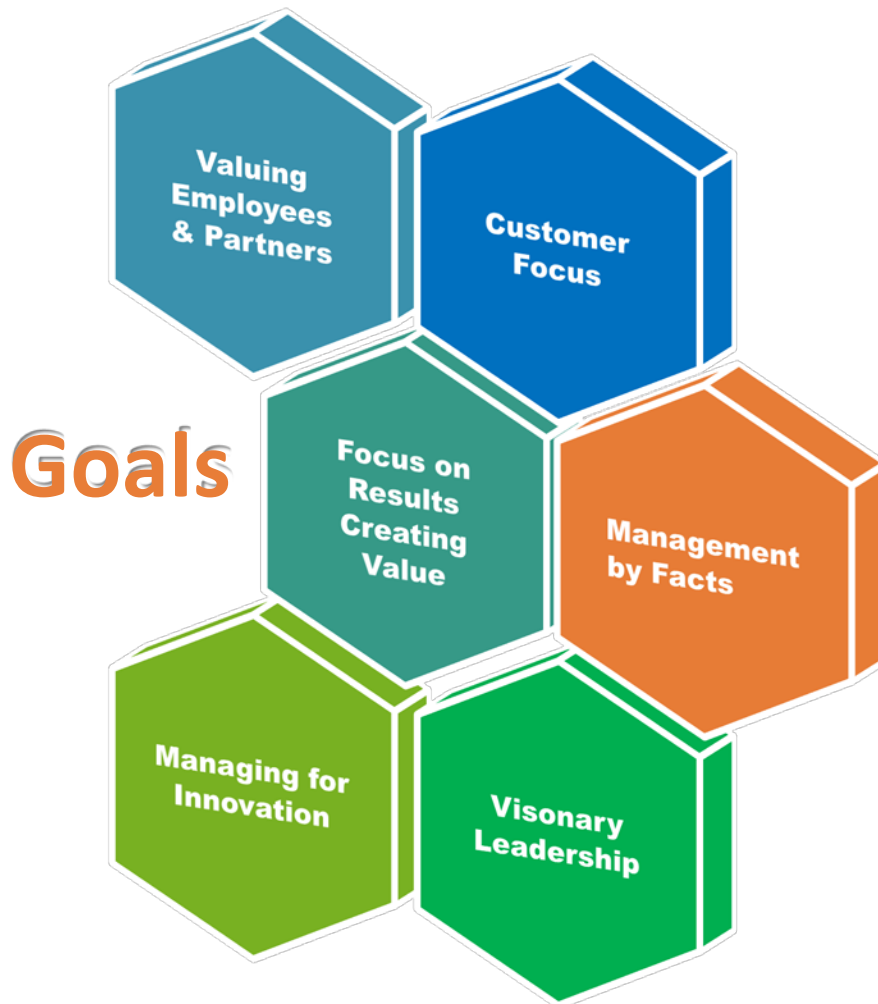 Valuing
Employees
& Partners
Customer
Focus
Goals
Focus on
Results
Creating
Value
Management
by Facts
Managing for
Innovation
Visonary
Leadership